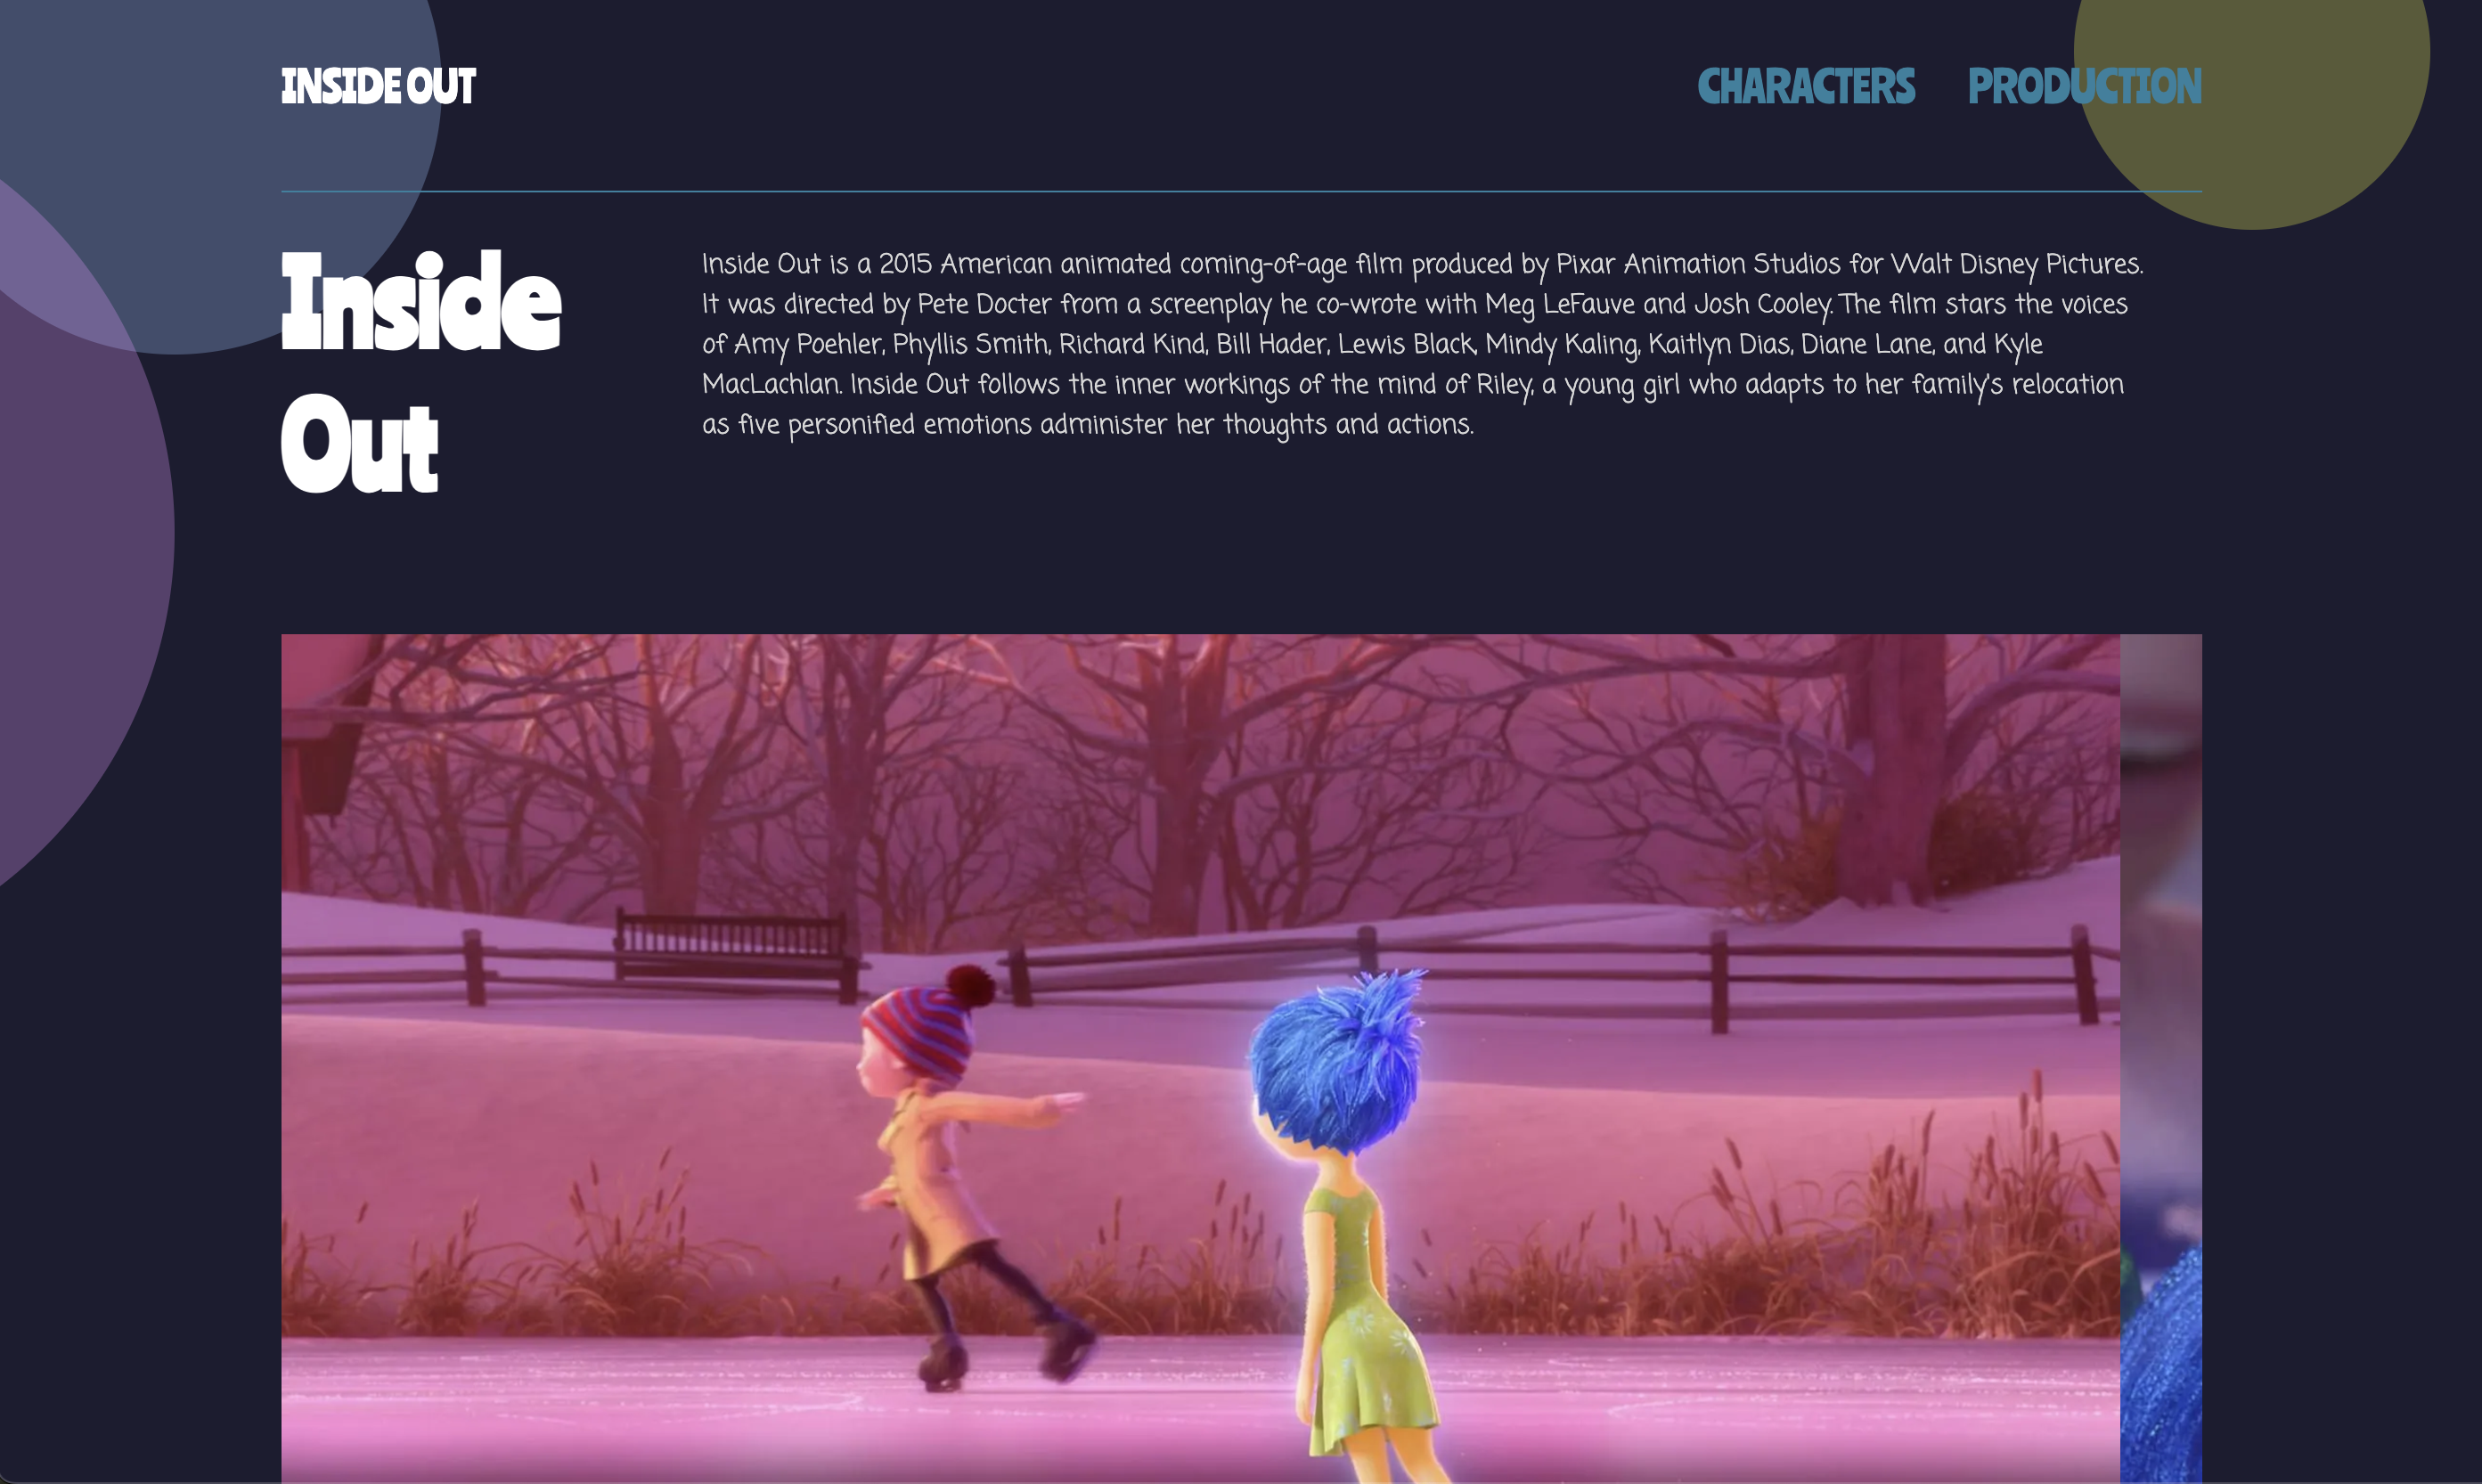 INSIDE OUT
CHARACTERS PRODUCTION
Inside
Out
Inside Out is a 2015 American animated coming-of-age film produced by Pixar Animation Studios for Walt Disney Pictures.
It was directed by Pete Docter from a screenplay he co-wrote with Meg LeFauve and Josh Cooley. The film stars the voices
of Amy Poehler, Phyllis Smith, Richard Kind, Bill Hader, Lewis Black, Mindy Kaling, Kaitlyn Dias, Diane Lane, and Kyle
MacLachlan. Inside Out follows the inner workings of the mind of Riley, a young girl who adapts to her family's relocation
as five personified emotions administer her thoughts and actions.